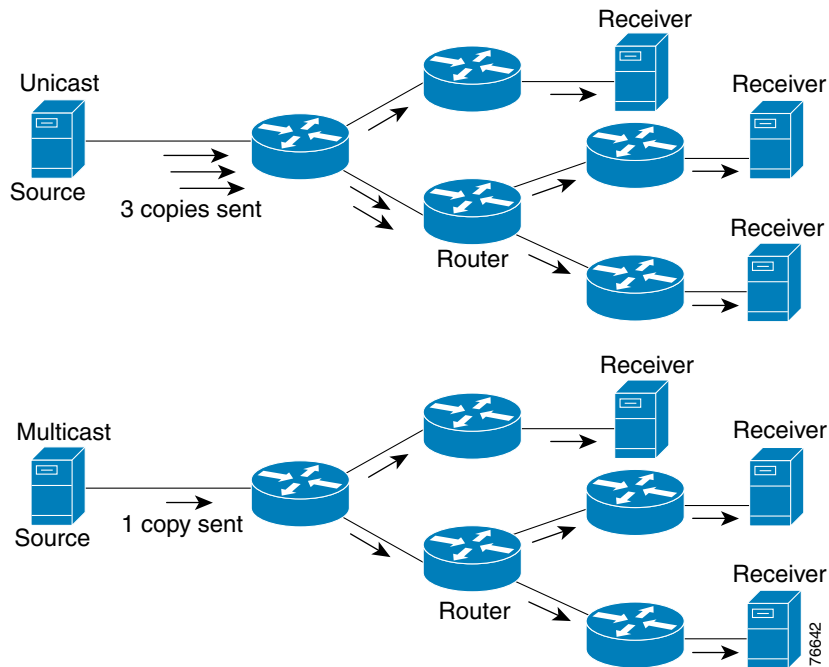 Receiver
Unicast
Receiver
Source
3 copies sent
Receiver
Router
Receiver
Multicast
Receiver
1 copy sent
Source
Receiver
Router
76642